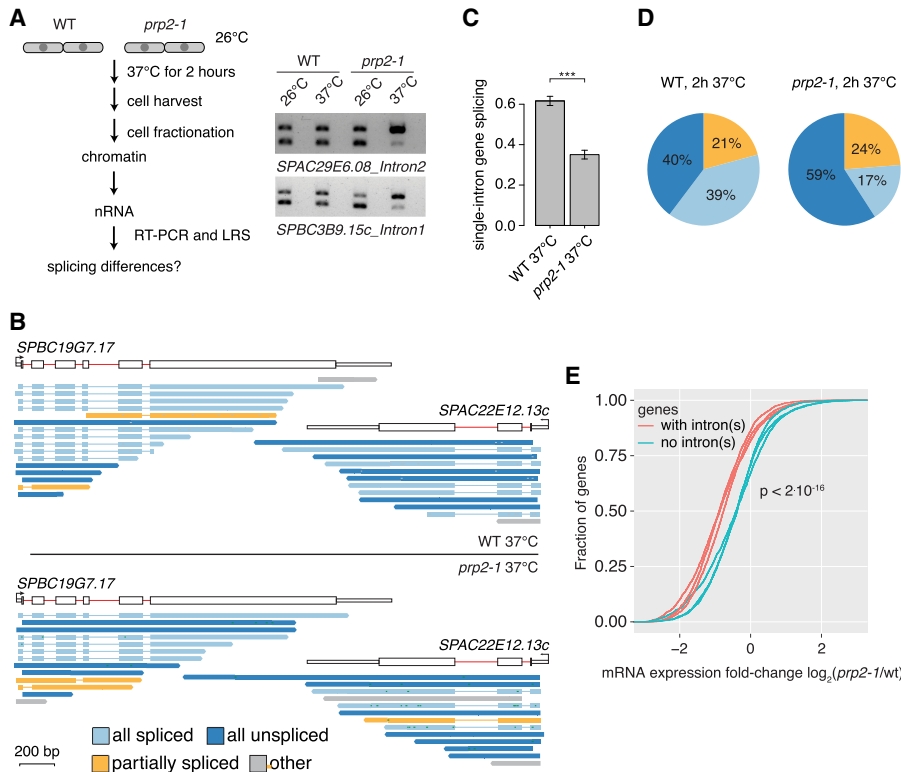 A
WT
prp2-1
26°C
37°C for 2 hours
cell harvest
cell fractionation
chromatin
nRNA
RT-PCR and LRS
splicing differences?
WT
prp2-1
26°C
37°C
26°C
37°C
SPAC29E6.08_Intron2
SPBC3B9.15c_Intron1
C
single-intron gene splicing
0.6
0.4
0.2
0.0
***
WT 37°C
prp2-1 37°C
D
WT, 2h 37°C
prp2-1, 2h 37°C
21%
40%
39%
24%
59%
17%
B
SPBC19G7.17
SPAC22E12.13c
WT 37°C
prp2-1 37°C
SPBC19G7.17
SPAC22E12.13c
all spliced
all unspliced
partially spliced
other
200 bp
E
genes
with intron(s)
no intron(s)
p < 2·10-16
Fraction of genes
1.00
0.75
0.50
0.25
0.00
−2
0
2
mRNA expression fold-change log2(prp2-1/wt)